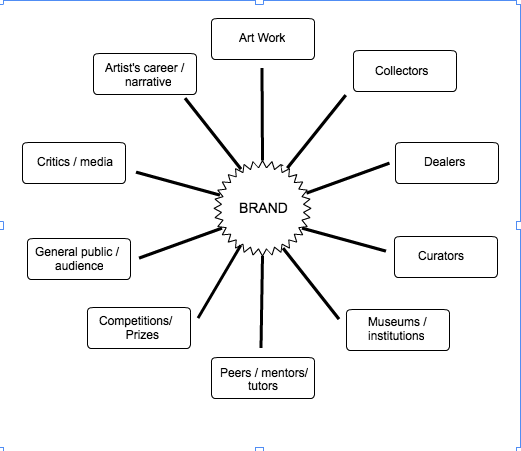 Art Work
Artist's career /
narrative
Collectors
Critics / media
Dealers
BRAND
General public /
audience
Curators
Competitions/
Prizes
Museums /
institutions
Peers / mentors/
tutors